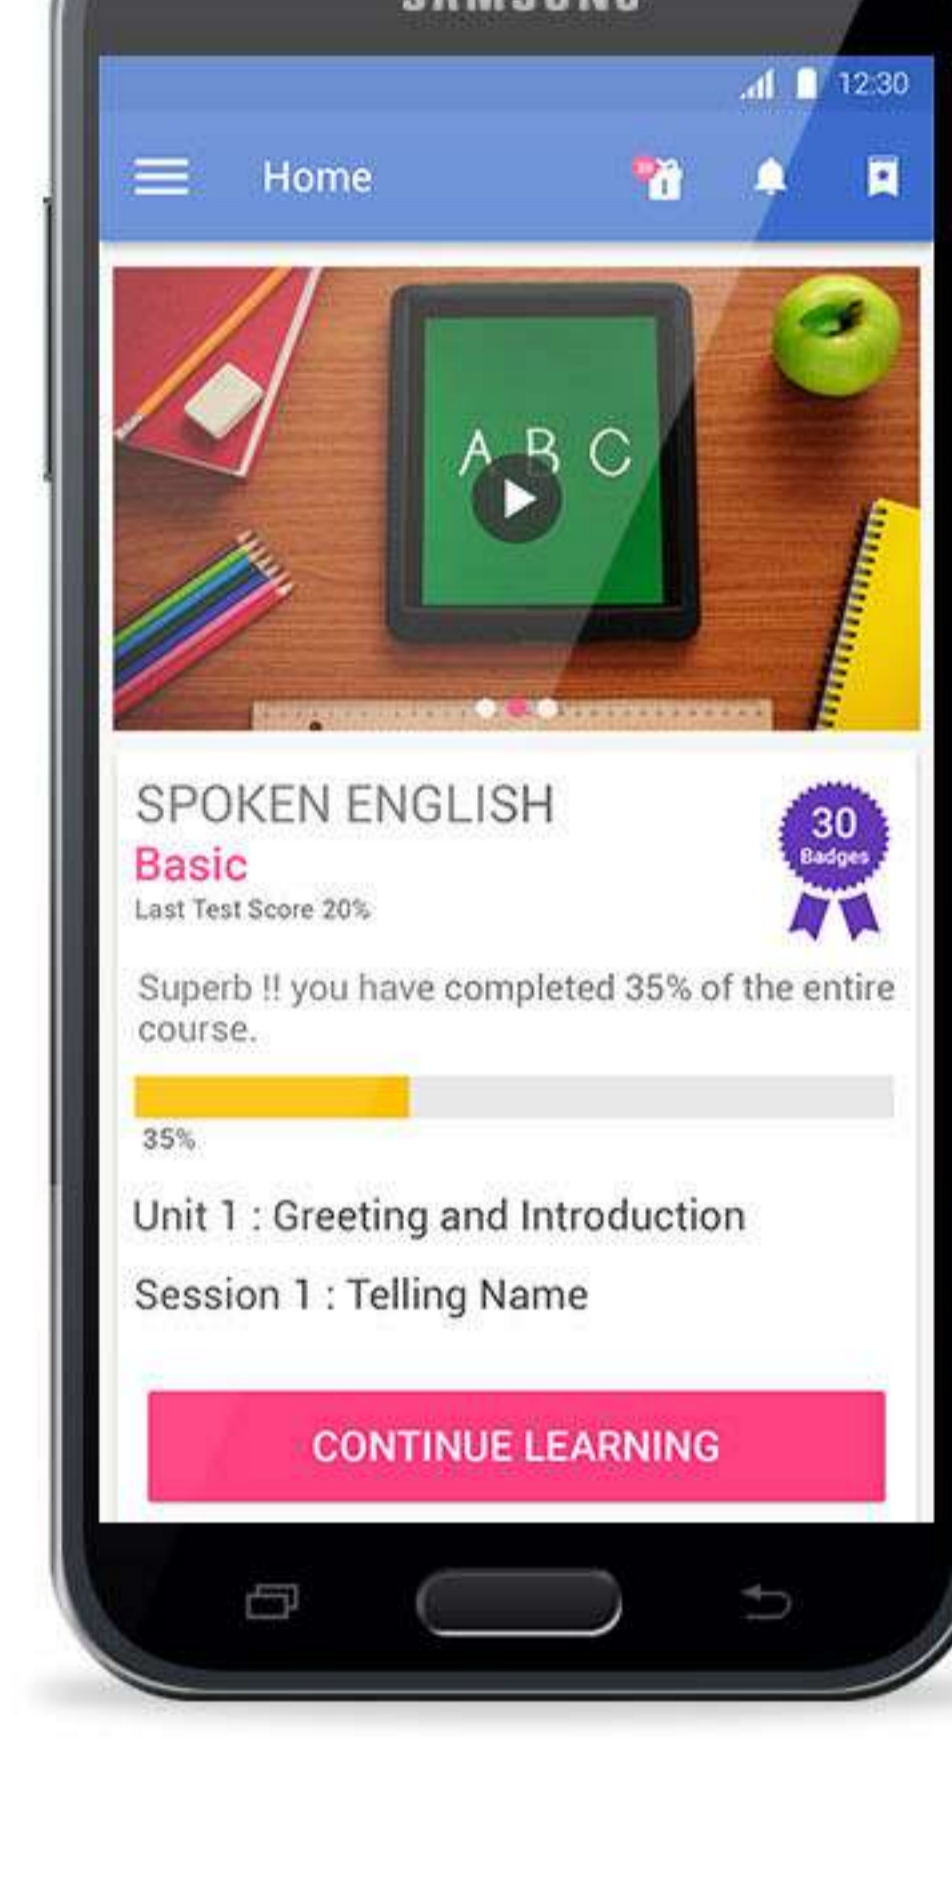 SAMSUNG
12:30
Home
A B C
SPOKEN ENGLISH
Basic
Last Test Score 20%
30
Badges
Superb !! you have completed 35% of the entire
course.
35%
Unit 1 : Greeting and Introduction
Session 1 : Telling Name
CONTINUE LEARNING